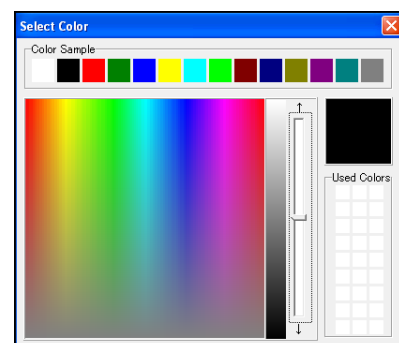 Select Color
Color Sample
↑
Used Colors
↓